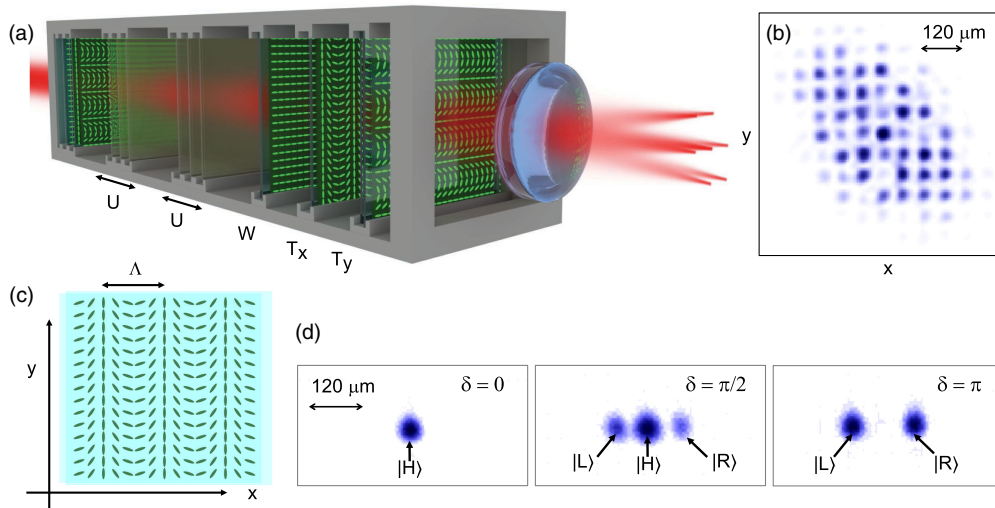 (a)
U
U
W
Tx
Ty
(b)
120 μm
y
x
(c)
Λ
y
x
(d)
120 μm
δ = 0
|H⟩
δ = π/2
|L⟩
|H⟩
|R⟩
δ = π
|L⟩
|R⟩